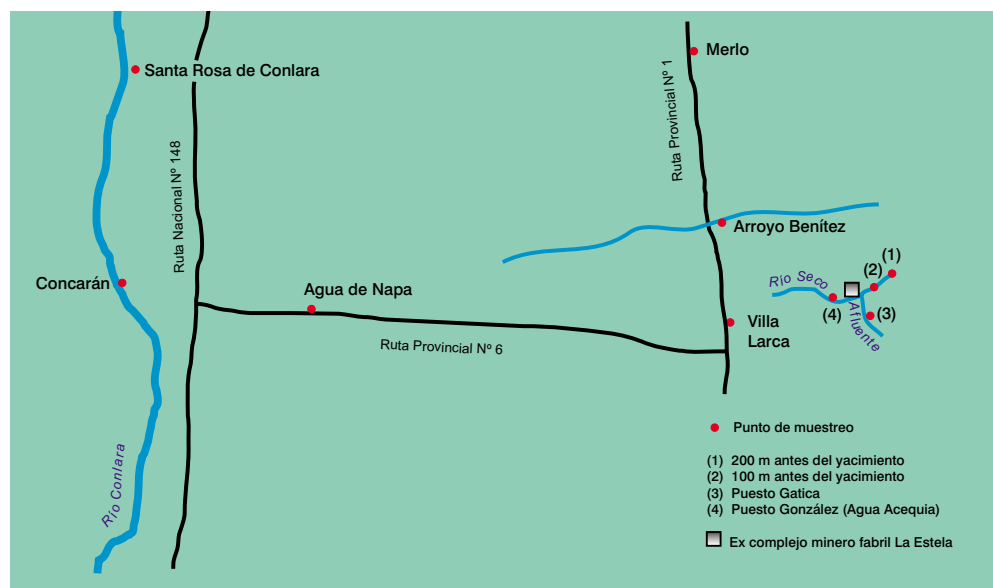 Santa Rosa de Conlara
Ruta Nacional Nº 148
Ruta Provincial Nº 1
Merlo
Arroyo Benítez
Concarán
Agua de Napa
Río Seco
(1)
(2)
(3)
(4)
Afluente
Villa
Larca
Ruta Provincial Nº 6
Río Conlara
Punto de muestreo
(1) 200 m antes del yacimiento
(2) 100 m antes del yacimiento
(3) Puesto Gatica
(4) Puesto González (Agua Acequia)
Ex complejo minero fabril La Estela